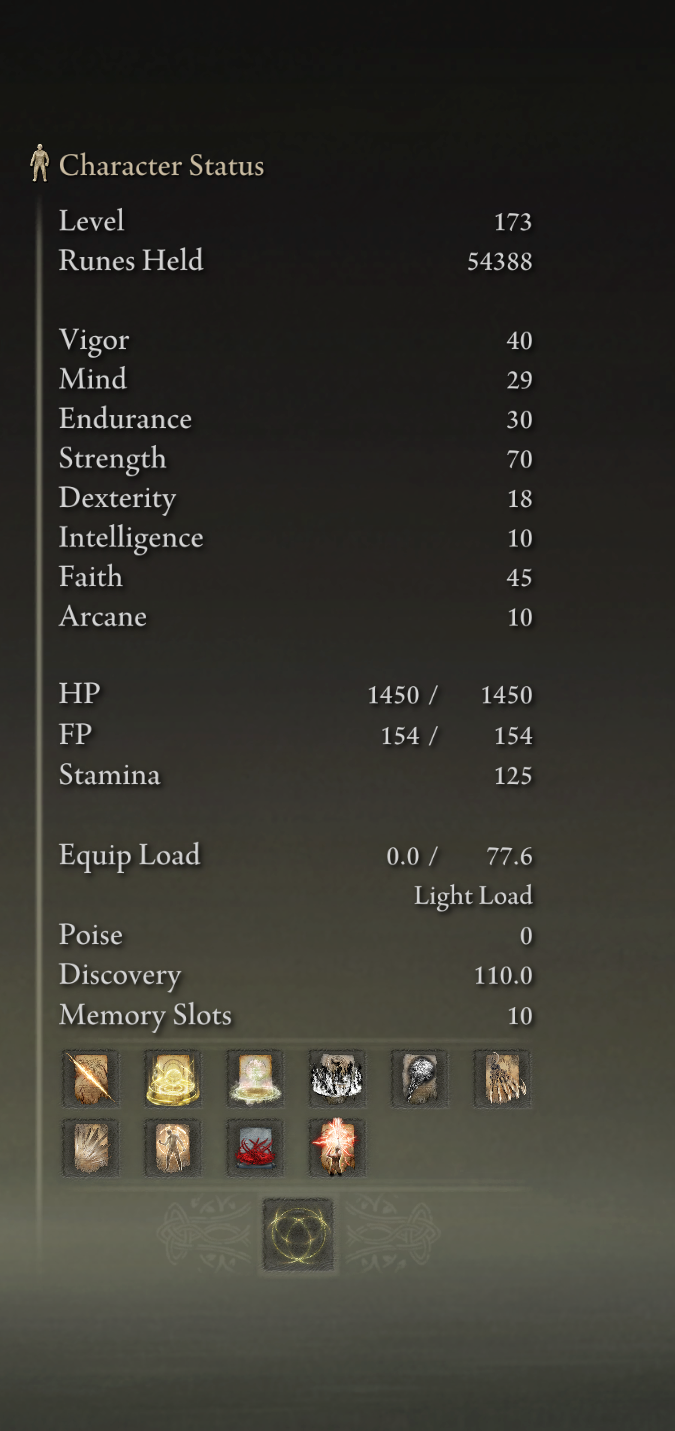 Character Status
Level 173
Runes Held 54388
Vigor 40
Mind 29
Endurance 30
Strength 70
Dexterity 18
Intelligence 10
Faith 45
Arcane 10
HP 1450 / 1450
FP 154 / 154
Stamina 125
Equip Load 0.0 / 77.6
Light Load
Poise 0
Discovery 110.0
Memory Slots 10